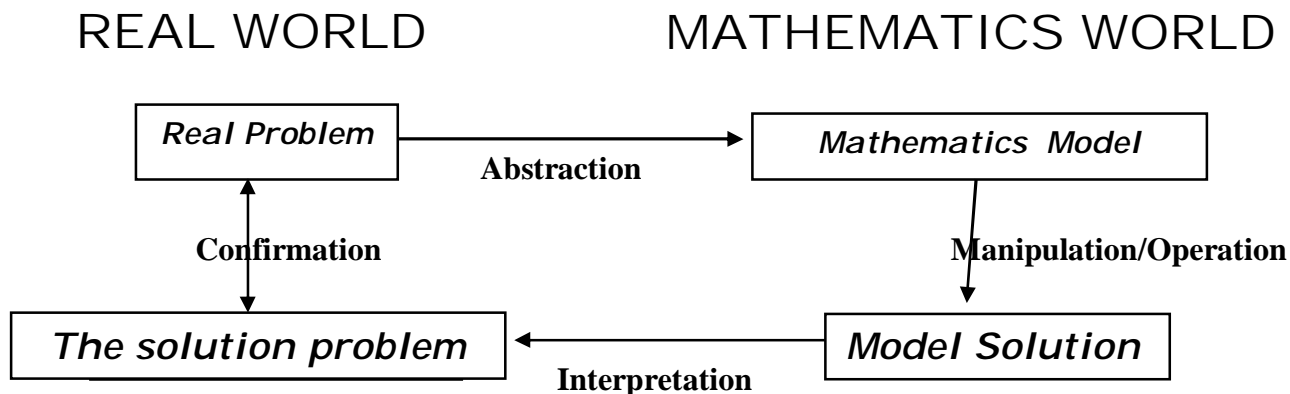 REAL WORLD
MATHEMATICS WORLD
Real Problem
Abstraction
Mathematics Model
Confirmation
Manipulation/Operation
The solution problem
Interpretation
Model Solution